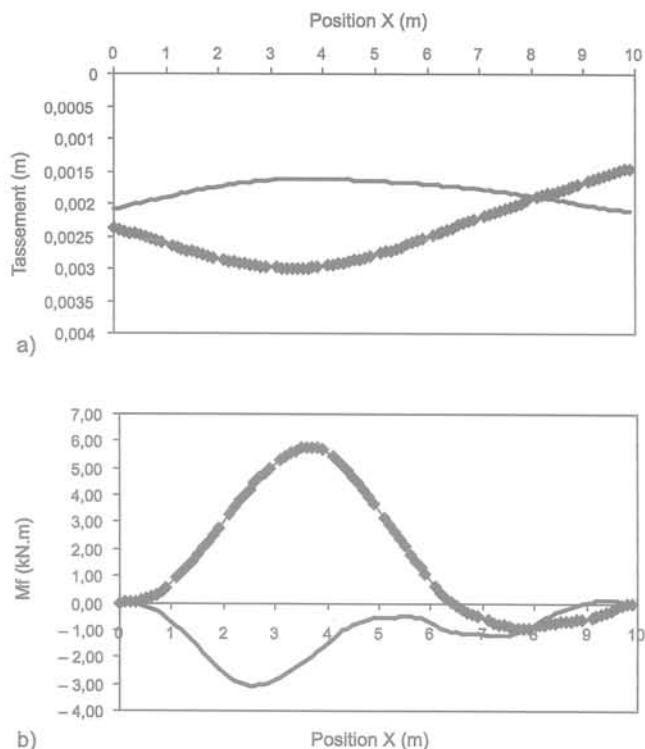 Position X (m)
0 1 2 3 4 5 6 7 8 9 10
0
0,0005
0,001
0,0015
0,002
0,0025
0,003
0,0035
0,004
Tassement (m)
a)
7,00
6,00
5,00
4,00
3,00
2,00
1,00
0,00
– 1,00
– 2,00
– 3,00
– 4,00
Mf (kN.m)
0 1 2 3 4 5 6 7 8 9 10
b)
Position X (m)